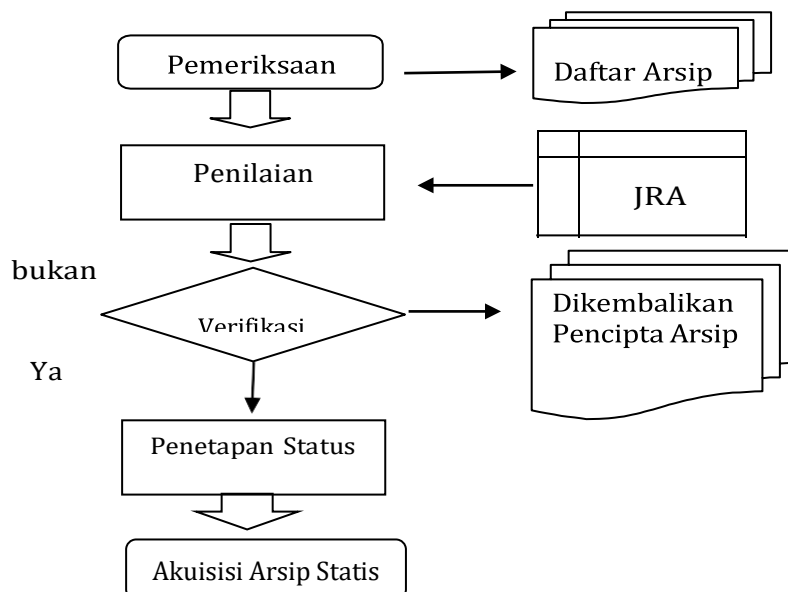 Pemeriksaan
Daftar Arsip
Penilaian
JRA
bukan
Verifikasi
Dikembalikan
Pencipta Arsip
Ya
Penetapan Status
Akuisisi Arsip Statis